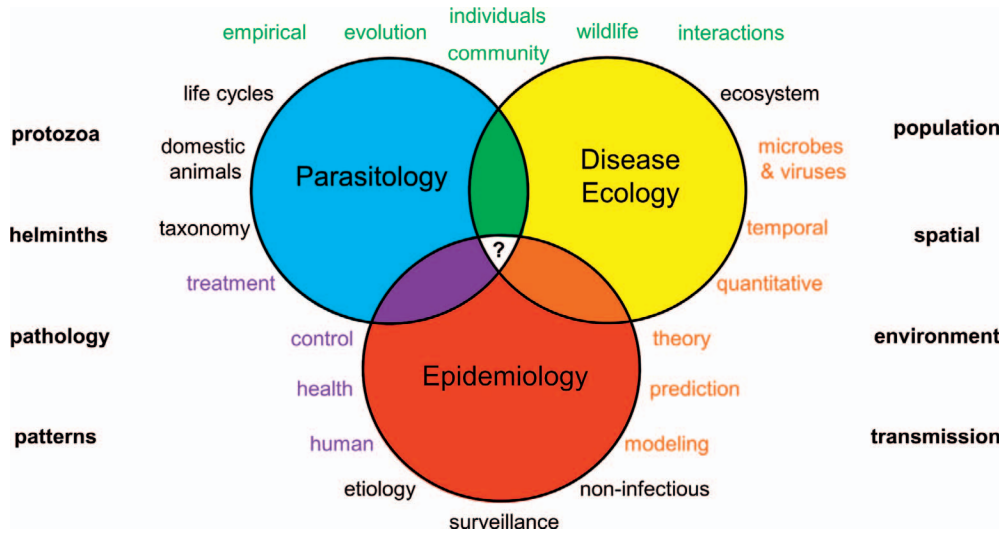 individuals
empirical
evolution
wildlife
interactions
community
life cycles
ecosystem
protozoa
population
domestic
animals
microbes
& viruses
Parasitology
Disease
Ecology
helminths
taxonomy
temporal
spatial
?
treatment
quantitative
pathology
control
theory
environment
Epidemiology
health
prediction
patterns
human
modeling
transmission
etiology
non-infectious
surveillance